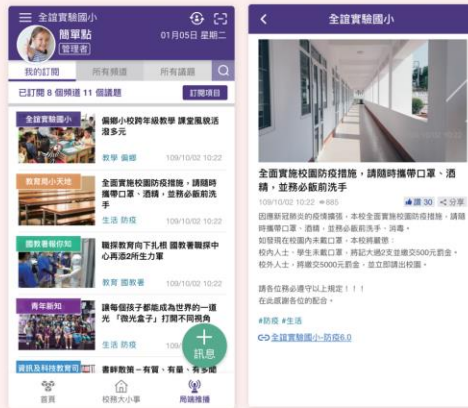 全誼實驗國小
簡單點
管理者
01月05日 星期二
我的訂閱 所有頻道 所有議題
已訂閱 8 個頻道 11 個議題 訂閱項目
全誼實驗國小
偏鄉小校跨年級教學 課堂風貌活潑多元
教學 偏鄉 109/10/02 10:22
教育局小天地
全面實施校園防疫措施，請隨時攜帶口罩、酒精，並務必飯前洗手
生活 防疫 109/10/02 10:22
國教署報你知
職探教育向下扎根 國教署職探中心再添2所生力軍
教育 國教署 109/10/02 10:22
青年新知
讓每個孩子都能成為世界的一道光 「微光盒子」打開不同視角
生活 防疫 109/
訊息
資訊及科技教育司
書籍散策－有質、有量、有多閱
首頁 校務大小事 局端推播
全誼實驗國小
全面實施校園防疫措施，請隨時攜帶口罩、酒精，並務必飯前洗手
109/10/02 10:22 885 讚 30 分享
因應新冠肺炎的疫情擴張，本校全面實施校園防疫措施，請隨
時攜帶口罩、酒精，並務必飯前洗手、消毒。
如發現在校園內未戴口罩，本校將嚴懲：
校內人士－學生未戴口罩，將記大過2支並繳交500元罰金。
校外人士，將繳交5000元罰金，並立即請出校園。
請各位務必遵守以上規定！！！
在此感謝各位的配合。
#防疫 #生活
全誼實驗國小-防疫6.0